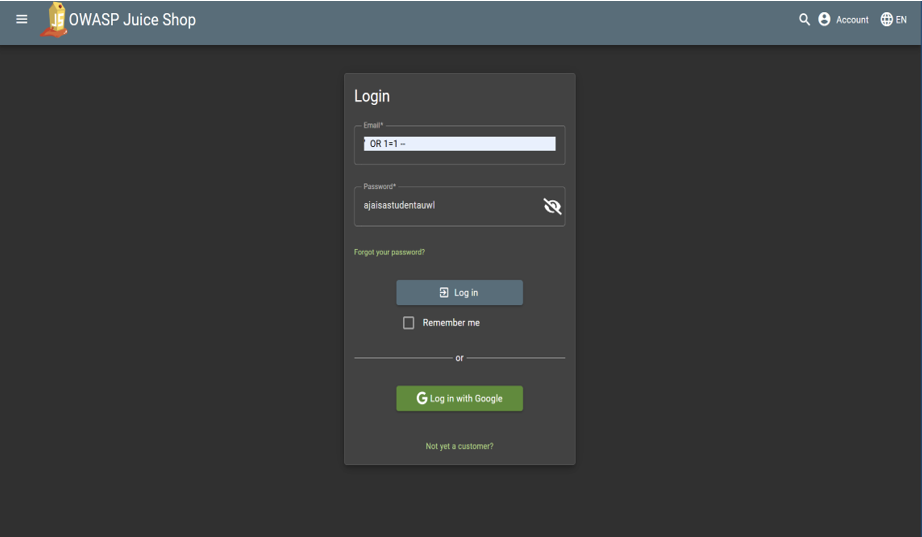 OWASP Juice Shop
Account
EN
Login
Email*
' OR 1=1 --
Password*
ajaisastudentauwl
Forgot your password?
Log in
Remember me
or
Log in with Google
Not yet a customer?